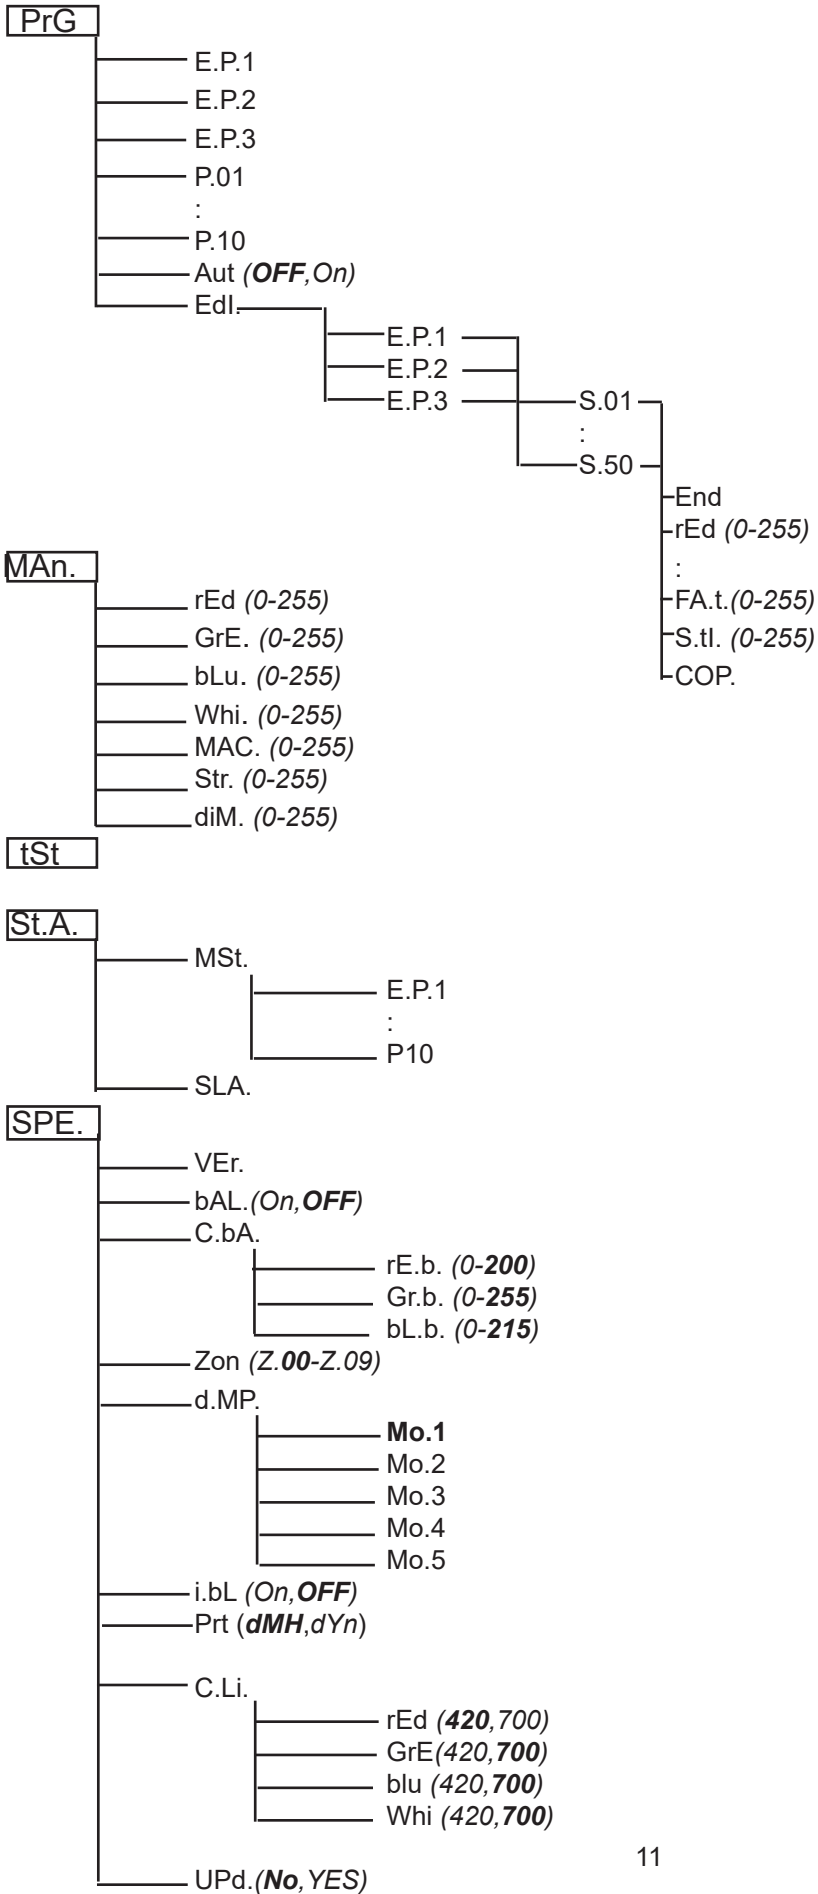 PrG
E.P.1
E.P.2
E.P.3
P.01
:
P.10
Aut (OFF,On)
EdI.
E.P.1
E.P.2
E.P.3
S.01
:
S.50
End
rEd (0-255)
:
FA.t.(0-255)
S.tI. (0-255)
COP.
MAn.
rEd (0-255)
GrE. (0-255)
bLu. (0-255)
Whi. (0-255)
MAC. (0-255)
Str. (0-255)
diM. (0-255)
tSt
St.A.
MSt.
E.P.1
:
P10
SLA.
SPE.
VEr.
bAL.(On,OFF)
C.bA.
rE.b. (0-200)
Gr.b. (0-255)
bL.b. (0-215)
Zon (Z.00-Z.09)
d.MP.
Mo.1
Mo.2
Mo.3
Mo.4
Mo.5
i.bL (On,OFF)
Prt (dMH,dYn)
C.Li.
rEd (420,700)
GrE(420,700)
blu (420,700)
Whi (420,700)
11
UPd.(No,YES)